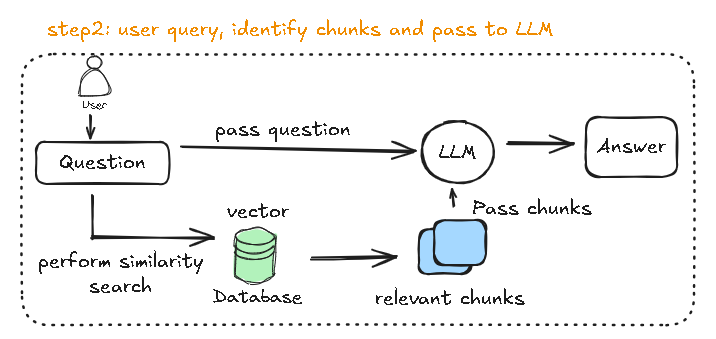 step2: user query, identify chunks and pass to LLM
User
pass question
Question
LLM
Answer
vector
Pass chunks
perform similarity
search
Database
relevant chunks